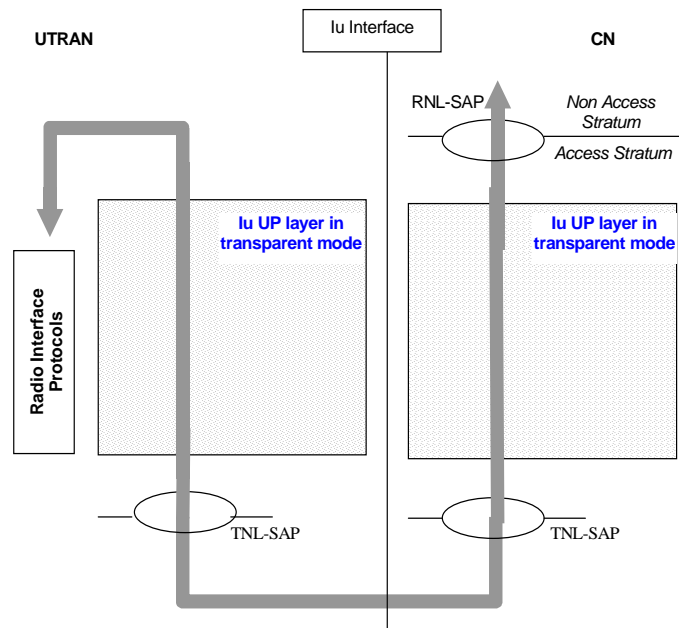 Iu Interface
UTRAN
CN
RNL-SAP
Non Access
Stratum
Access Stratum
Iu UP layer in
transparent mode
Iu UP layer in
transparent mode
Radio Interface
Protocols
TNL-SAP
TNL-SAP